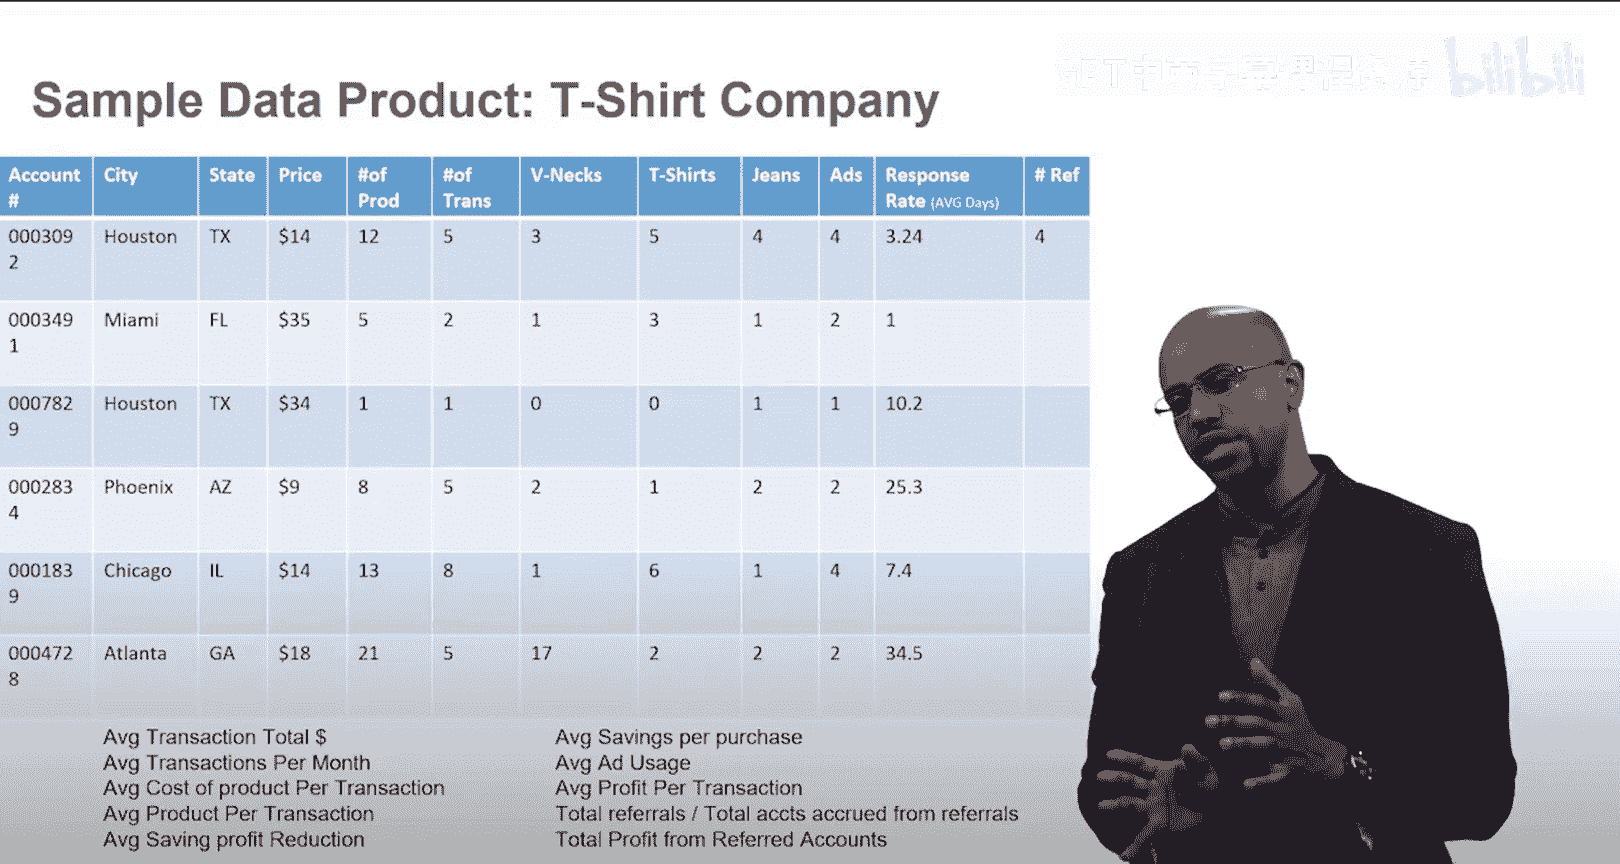 bilibili
Sample Data Product: T-Shirt Company
Account # City State Price #of Prod #of Trans V-Necks T-Shirts Jeans Ads Response Rate (AVG Days) # Ref
0003092 Houston TX $14 12 5 3 5 4 4 3.24 4
0003491 Miami FL $35 5 2 1 3 1 2 1
0007829 Houston TX $34 1 1 0 0 1 1 10.2
0002834 Phoenix AZ $9 8 5 2 1 2 2 25.3
0001839 Chicago IL $14 13 8 1 6 1 4 7.4
0004728 Atlanta GA $18 21 5 17 2 2 2 34.5
Avg Transaction Total $
Avg Transactions Per Month
Avg Cost of product Per Transaction
Avg Product Per Transaction
Avg Saving profit Reduction
Avg Savings per purchase
Avg Ad Usage
Avg Profit Per Transaction
Total referrals / Total accts accrued from referrals
Total Profit from Referred Accounts